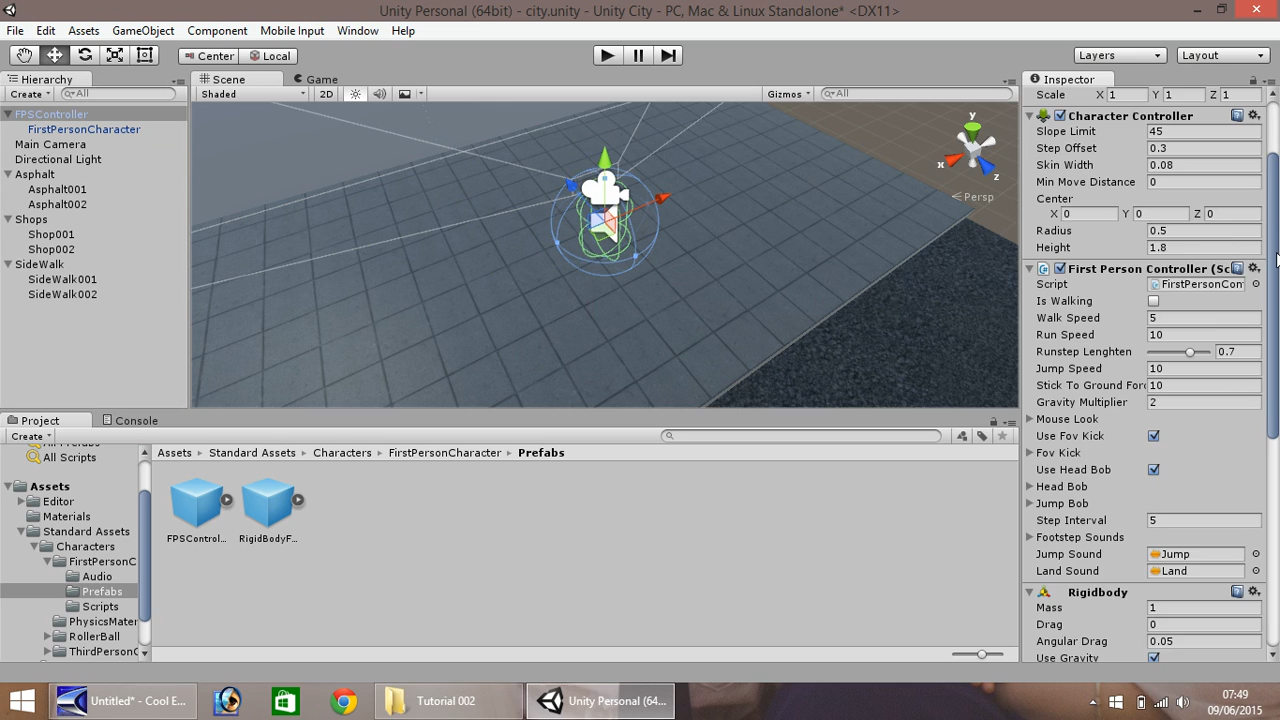 Unity Personal (64bit) - city.unity - Unity City - PC, Mac & Linux Standalone* <DX11>
File Edit Assets GameObject Component Mobile Input Window Help
Center Local Layers Layout
Hierarchy
Create All
FPSController
FirstPersonCharacter
Main Camera
Directional Light
Asphalt
Asphalt001
Asphalt002
Shops
Shop001
Shop002
SideWalk
SideWalk001
SideWalk002
Scene Game
Shaded 2D Gizmos All
y
x
z
Persp
Inspector
Scale X 1 Y 1 Z 1
Character Controller
Slope Limit 45
Step Offset 0.3
Skin Width 0.08
Min Move Distance 0
Center
X 0 Y 0 Z 0
Radius 0.5
Height 1.8
First Person Controller (Sc
Script FirstPersonCon
Is Walking
Walk Speed 5
Run Speed 10
Runstep Lenghten 0.7
Jump Speed 10
Stick To Ground Forc 10
Gravity Multiplier 2
Mouse Look
Use Fov Kick
Fov Kick
Use Head Bob
Head Bob
Jump Bob
Step Interval 5
Footstep Sounds
Jump Sound Jump
Land Sound Land
Rigidbody
Mass 1
Drag 0
Angular Drag 0.05
Use Gravity
Project Console
Create
All Prefabs
All Scripts
Assets
Editor
Materials
Standard Assets
Characters
FirstPersonC
Audio
Prefabs
Scripts
PhysicsMater
RollerBall
ThirdPersonC
Assets Standard Assets Characters FirstPersonCharacter Prefabs
FPSControl... RigidBodyF...
Untitled* - Cool E... Tutorial 002 Unity Personal (64...
07:49
09/06/2015